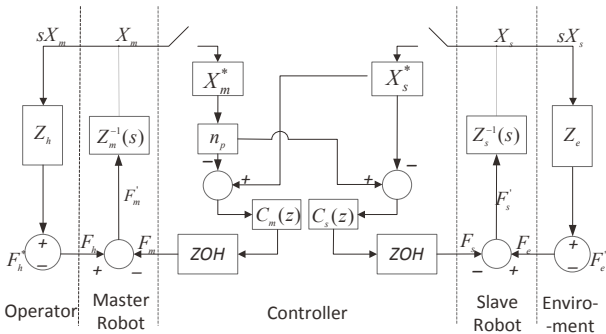 sX_m X_m X_s sX_s
X_m^* X_s^*
Z_h Z_m^{-1}(s) n_p Z_s^{-1}(s) Z_e
− + + −
F_m' C_m(z) C_s(z) F_s'
+ F_h F_m ZOH ZOH F_s F_e +
F_h^* − + − − + − F_e^*
Operator Master Robot Controller Slave Robot Enviro-
-ment